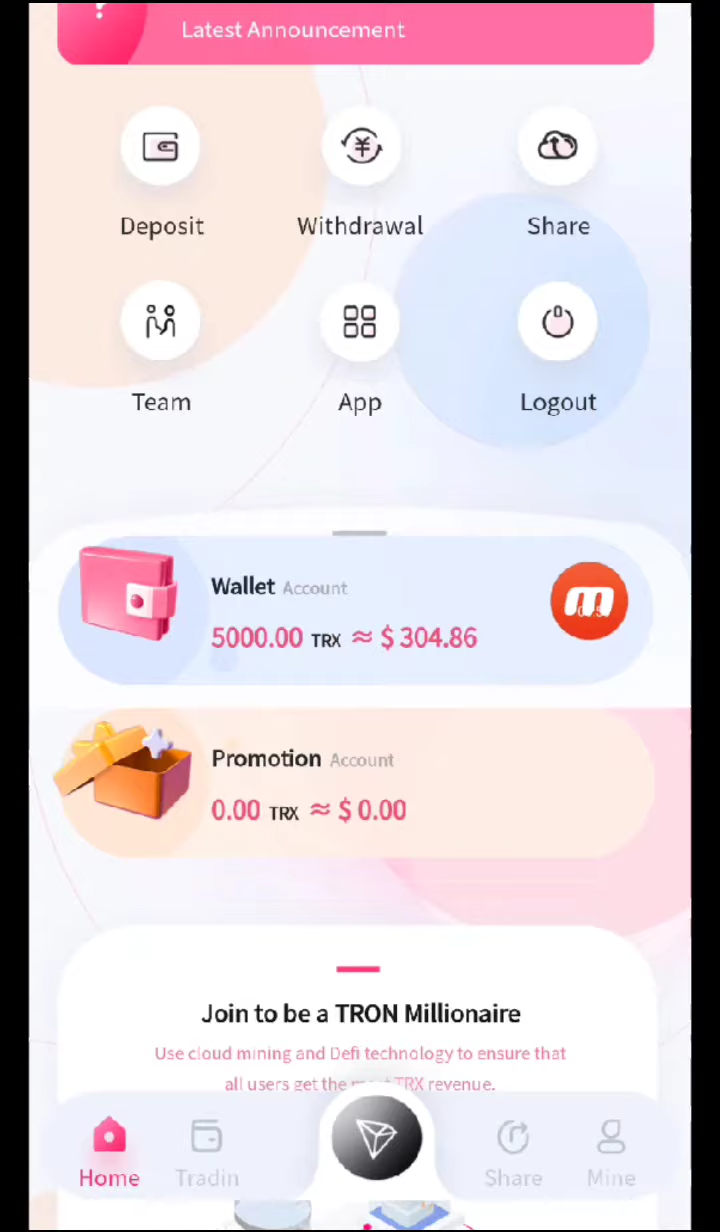 Latest Announcement
Deposit
Withdrawal
Share
Team
App
Logout
Wallet Account
5000.00 TRX ≈ $ 304.86
Promotion Account
0.00 TRX ≈ $ 0.00
Join to be a TRON Millionaire
Use cloud mining and Defi technology to ensure that
all users get the most TRX revenue.
Home
Tradin
Share
Mine